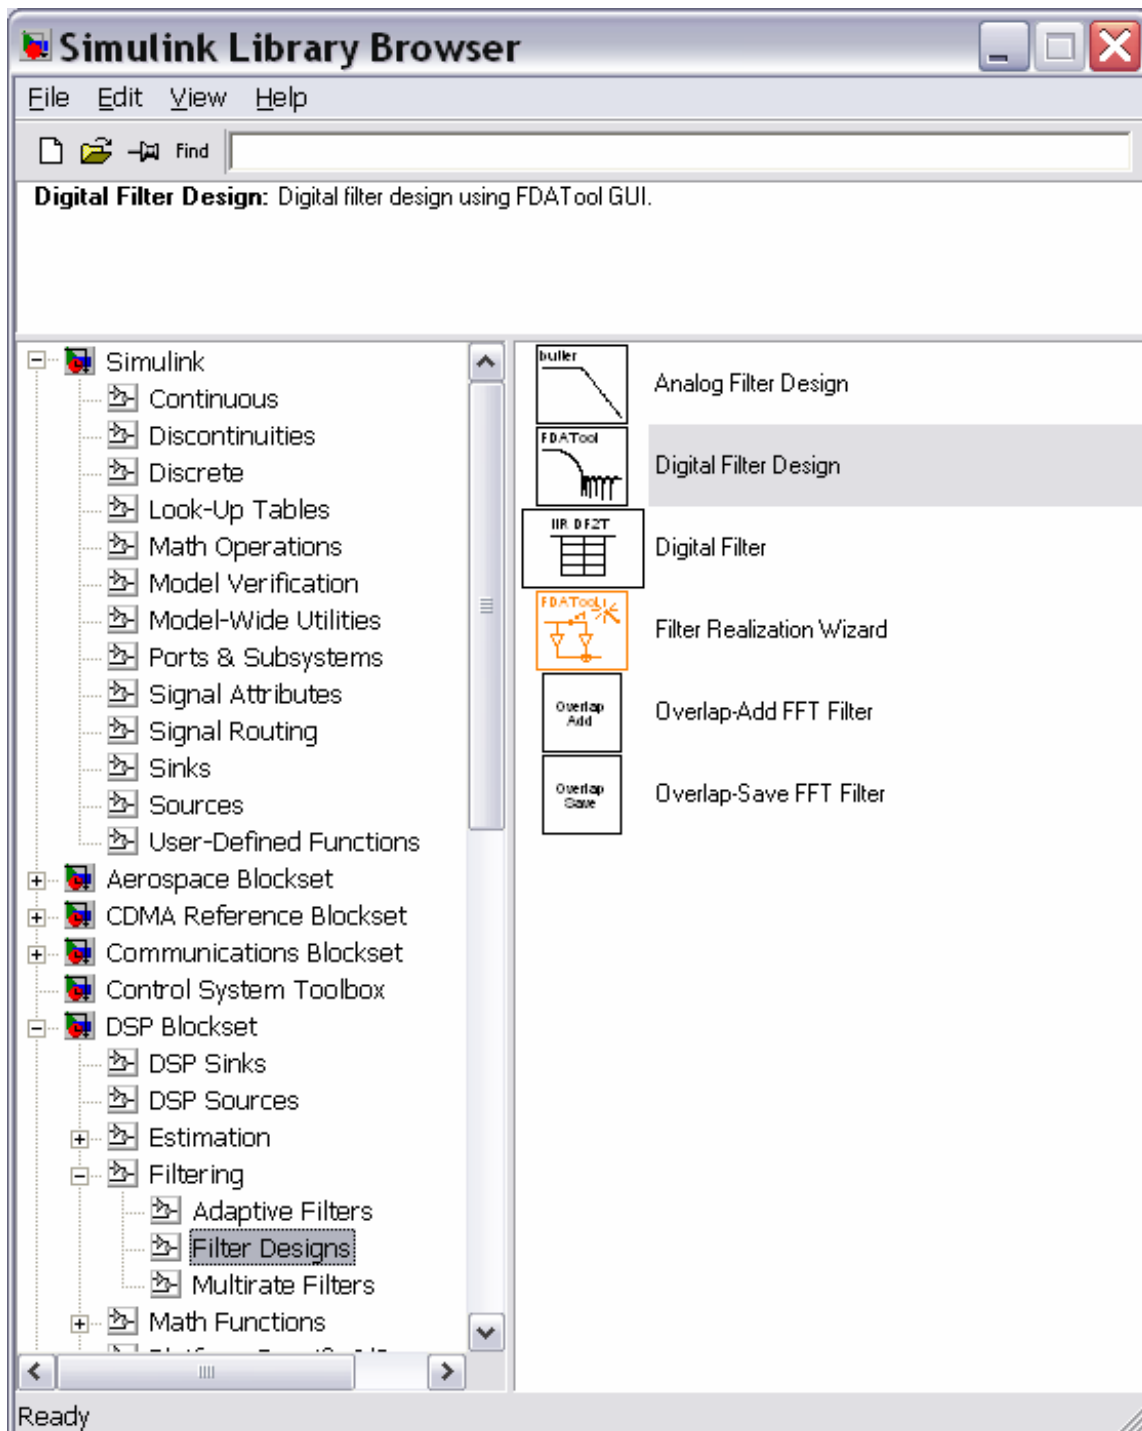 Simulink Library Browser
File Edit View Help
Find
Digital Filter Design: Digital filter design using FDATool GUI.
Simulink
Continuous
Discontinuities
Discrete
Look-Up Tables
Math Operations
Model Verification
Model-Wide Utilities
Ports & Subsystems
Signal Attributes
Signal Routing
Sinks
Sources
User-Defined Functions
Aerospace Blockset
CDMA Reference Blockset
Communications Blockset
Control System Toolbox
DSP Blockset
DSP Sinks
DSP Sources
Estimation
Filtering
Adaptive Filters
Filter Designs
Multirate Filters
Math Functions
butter
Analog Filter Design
FDATool
Digital Filter Design
IIR DF2T
Digital Filter
FDATool
Filter Realization Wizard
Overlap
Add
Overlap-Add FFT Filter
Overlap
Save
Overlap-Save FFT Filter
Ready